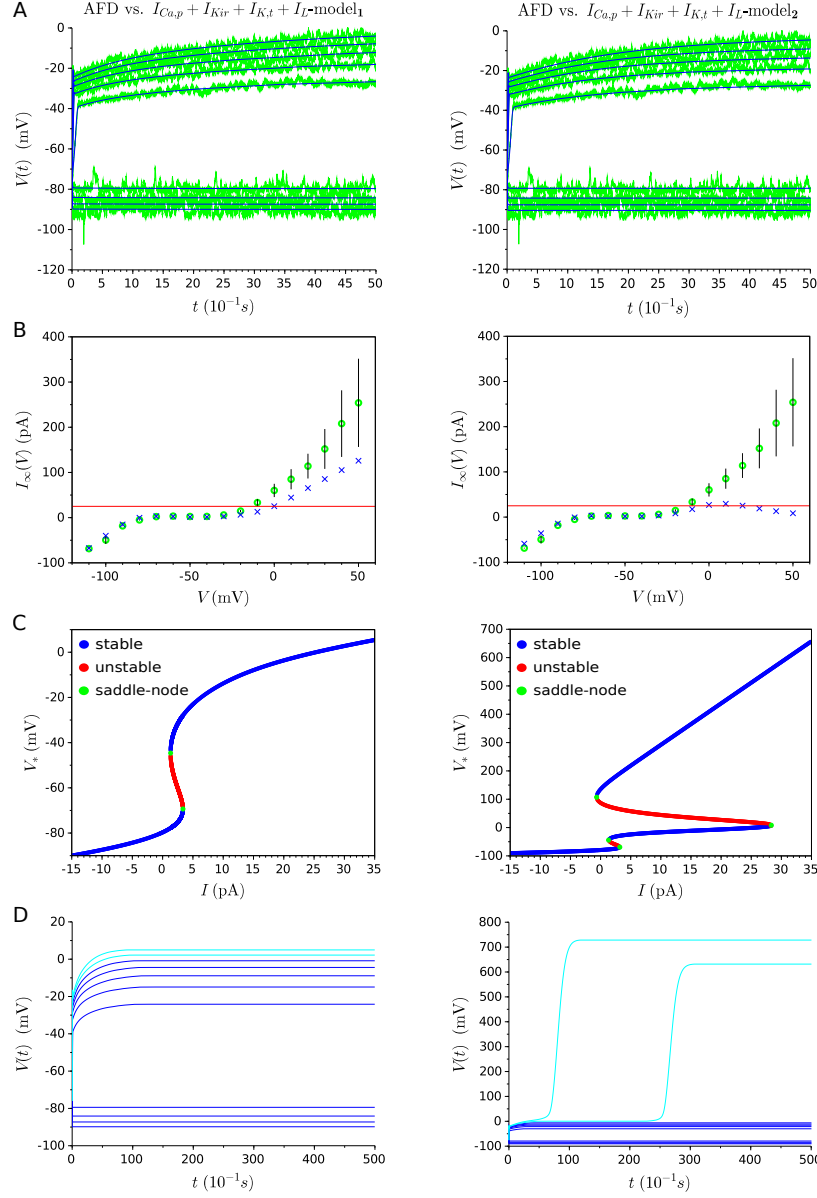 A
AFD vs. I_{Ca,p} + I_{Kir} + I_{K,t} + I_L-model_1
AFD vs. I_{Ca,p} + I_{Kir} + I_{K,t} + I_L-model_2
V(t) (mV)
0
-20
-40
-60
-80
-100
-120
0 5 10 15 20 25 30 35 40 45 50
t (10^{-1}s)
V(t) (mV)
0
-20
-40
-60
-80
-100
-120
0 5 10 15 20 25 30 35 40 45 50
t (10^{-1}s)
B
I_∞(V) (pA)
400
300
200
100
0
-100
-100 -50 0 50
V (mV)
I_∞(V) (pA)
400
300
200
100
0
-100
-100 -50 0 50
V (mV)
C
V_* (mV)
0
-20
-40
-60
-80
stable
unstable
saddle-node
-15 -10 -5 0 5 10 15 20 25 30 35
I (pA)
V_* (mV)
700
600
500
400
300
200
100
0
-100
stable
unstable
saddle-node
-15 -10 -5 0 5 10 15 20 25 30 35
I (pA)
D
V(t) (mV)
20
0
-20
-40
-60
-80
-100
0 100 200 300 400 500
t (10^{-1}s)
V(t) (mV)
800
700
600
500
400
300
200
100
0
-100
0 100 200 300 400 500
t (10^{-1}s)